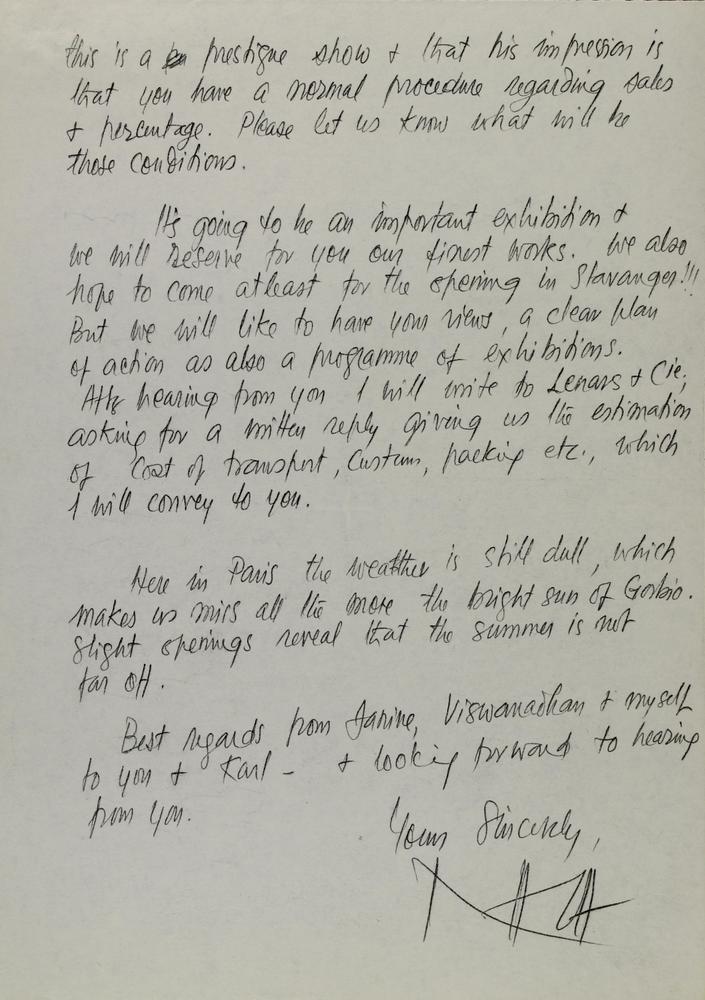 this is a prestigue show & that his impression is
that you have a normal procedure regarding sales
& percentage. Please let us know what will be
those conditions.
It's going to be an important exhibition &
we will reserve for you our finest works. We also
hope to come atleast for the opening in Stavanger!!!
But we will like to have your views, a clear plan
of action as also a programme of exhibitions.
After hearing from you I will write to Lenars & Cie,
asking for a written reply giving us the estimation
of Cost of transport, Custum, packing etc., which
I will convey to you.
Here in Paris the weatther is still dull, which
makes us miss all the more the bright sun of Gorbio.
Slight openings reveal that the summer is not
far off.
Best regards from Janine, Viswanadhan & myself
to you & Karl - & looking forward to hearing
from you.
Yours Sincerely,